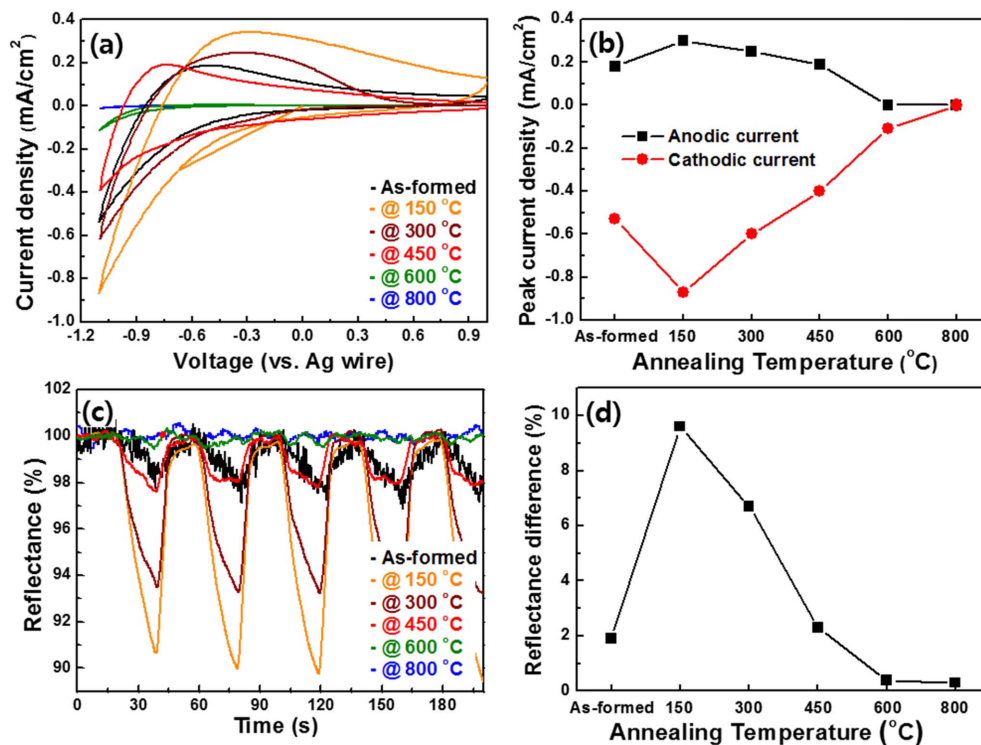 (a)
0.4
0.2
0.0
-0.2
-0.4
-0.6
-0.8
-1.0
Current density (mA/cm²)
-1.2 -0.9 -0.6 -0.3 0.0 0.3 0.6 0.9
Voltage (vs. Ag wire)
- As-formed
- @ 150 °C
- @ 300 °C
- @ 450 °C
- @ 600 °C
- @ 800 °C
(b)
0.4
0.2
0.0
-0.2
-0.4
-0.6
-0.8
-1.0
Peak current density (mA/cm²)
Anodic current
Cathodic current
As-formed 150 300 450 600 800
Annealing Temperature (°C)
(c)
102
100
98
96
94
92
90
Reflectance (%)
0 30 60 90 120 150 180
Time (s)
- As-formed
- @ 150 °C
- @ 300 °C
- @ 450 °C
- @ 600 °C
- @ 800 °C
(d)
10
8
6
4
2
0
Reflectance difference (%)
As-formed 150 300 450 600 800
Annealing Temperature (°C)